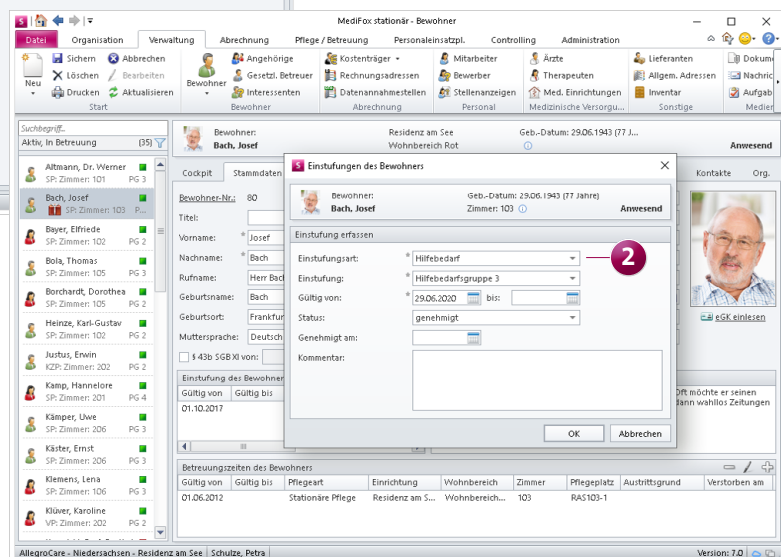 MediFox stationär - Bewohner
Datei Organisation Verwaltung Abrechnung Pflege / Betreuung Personaleinsatzpl. Controlling Administration
Neu
Sichern Abbrechen
Löschen Bearbeiten
Drucken Aktualisieren
Start
Bewohner
Angehörige
Gesetzl. Betreuer
Interessenten
Bewohner
Kostenträger
Rechnungsadressen
Datenannahmestellen
Abrechnung
Mitarbeiter
Bewerber
Stellenanzeigen
Personal
Ärzte
Therapeuten
Med. Einrichtungen
Medizinische Versorgu...
Lieferanten
Allgem. Adressen
Inventar
Sonstige
Dokum
Nachric
Aufgab
Medien
Suchbegriff...
Aktiv, In Betreuung (35)
Altmann, Dr. Werner
SP: Zimmer: 101 PG 3
Bach, Josef
SP: Zimmer: 103 P...
Bayer, Elfriede
SP: Zimmer: 102 PG 2
Bola, Thomas
SP: Zimmer: 105 PG 3
Borchardt, Dorothea
SP: Zimmer: 105 PG 2
Heinze, Karl-Gustav
SP: Zimmer: 102 PG 2
Justus, Erwin
KZP: Zimmer: 202 PG 2
Kamp, Hannelore
SP: Zimmer: 201 PG 4
Kämper, Uwe
SP: Zimmer: 206 PG 3
Käster, Ernst
SP: Zimmer: 206 PG 3
Klemens, Lena
SP: Zimmer: 106 PG 3
Klüver, Karoline
VP: Zimmer: 202 PG 2
Bewohner: Residenz am See Geb.-Datum: 29.06.1943 (77 J...
Bach, Josef Wohnbereich Rot Anwesend
Cockpit Stammdaten Kontakte Org.
Bewohner-Nr.: 80
Titel:
Vorname: * Josef
Nachname: * Bach
Rufname: Herr Bach
Geburtsname: Bach
Geburtsort: Frankfur
Muttersprache: Deutsch
§ 43b SGB XI von:
eGK einlesen
Einstufungen des Bewohners
Bewohner: Geb.-Datum: 29.06.1943 (77 Jahre)
Bach, Josef Zimmer: 103 Anwesend
Einstufung erfassen
Einstufungsart: * Hilfebedarf
2
Einstufung: * Hilfebedarfsgruppe 3
Gültig von: * 29.06.2020 bis:
Status: genehmigt
Genehmigt am:
Kommentar:
OK Abbrechen
Einstufung des Bewohner
Gültig von Gültig bis
01.10.2017
Oft möchte er seinen
dann wahllos Zeitungen
Betreuungszeiten des Bewohners
Gültig von Gültig bis Pflegeart Einrichtung Wohnbereich Zimmer Pflegeplatz Austrittsgrund Verstorben am
01.06.2012 Stationäre Pflege Residenz am S... Wohnbereich... 103 RAS103-1
AllegroCare - Niedersachsen - Residenz am See Schulze, Petra Version: 7.0